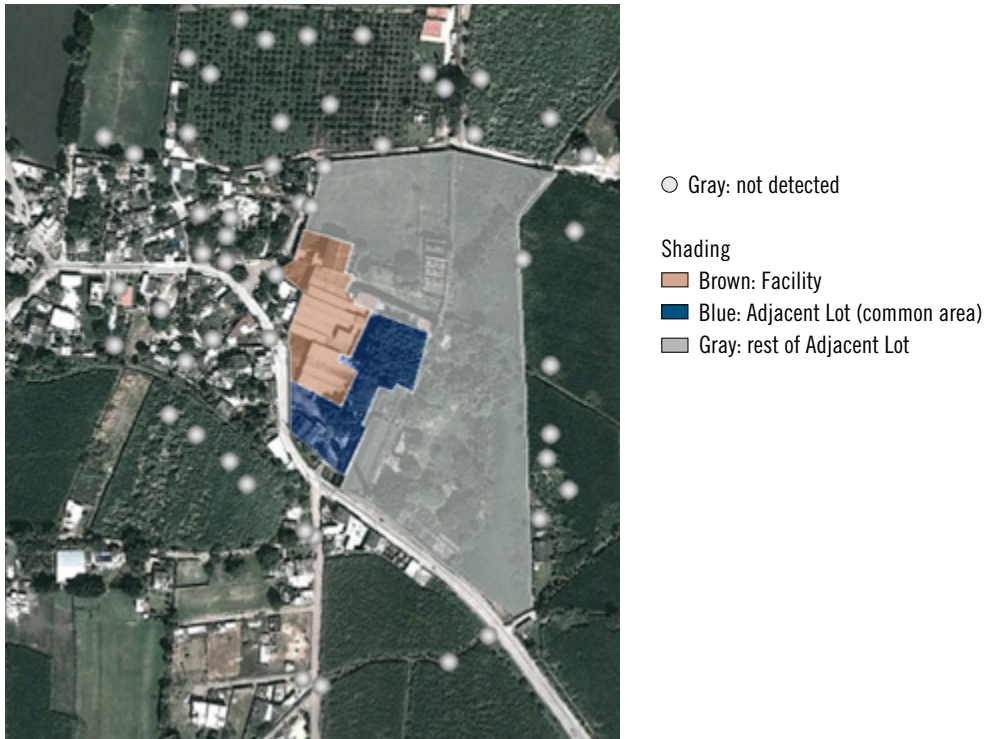 Gray: not detected
Shading
Brown: Facility
Blue: Adjacent Lot (common area)
Gray: rest of Adjacent Lot